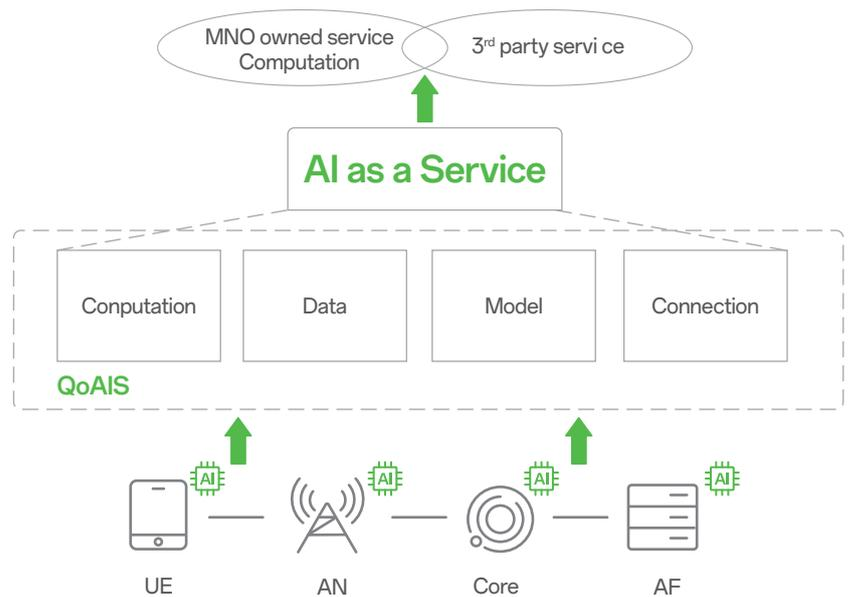 MNO owned service
Computation
3rd party servi ce
AI as a Service
Conputation
Data
Model
Connection
QoAIS
AI
AI
AI
AI
UE
AN
Core
AF